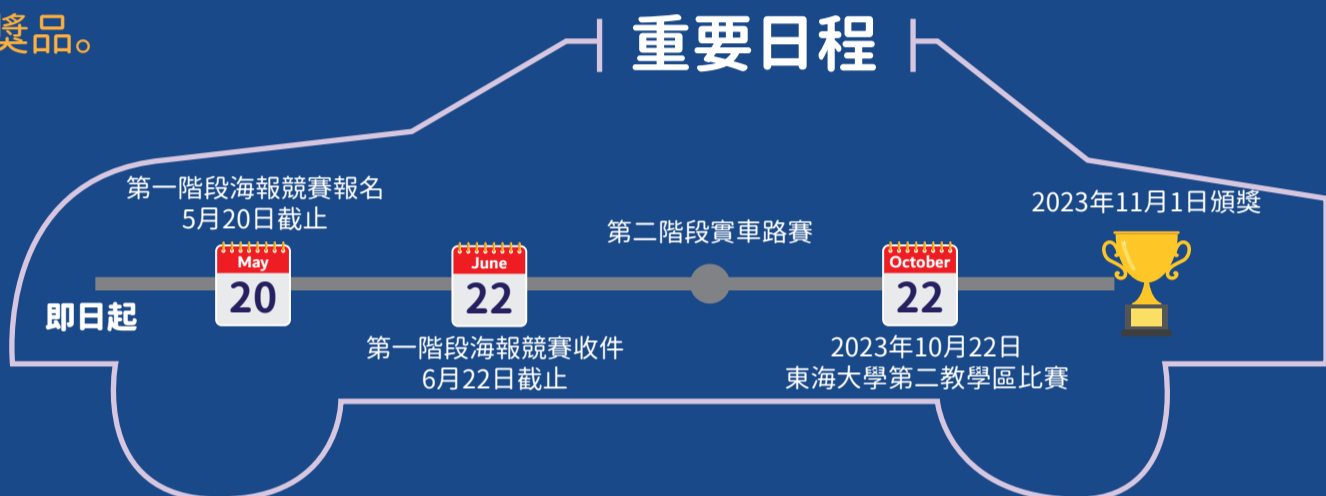 獎品。
重要日程
第一階段海報競賽報名
5月20日截止
2023年11月1日頒獎
第二階段實車路賽
May
20
June
22
October
22
即日起
第一階段海報競賽收件
6月22日截止
2023年10月22日
東海大學第二教學區比賽